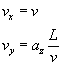 v_x = v
v_y = a_z L/v